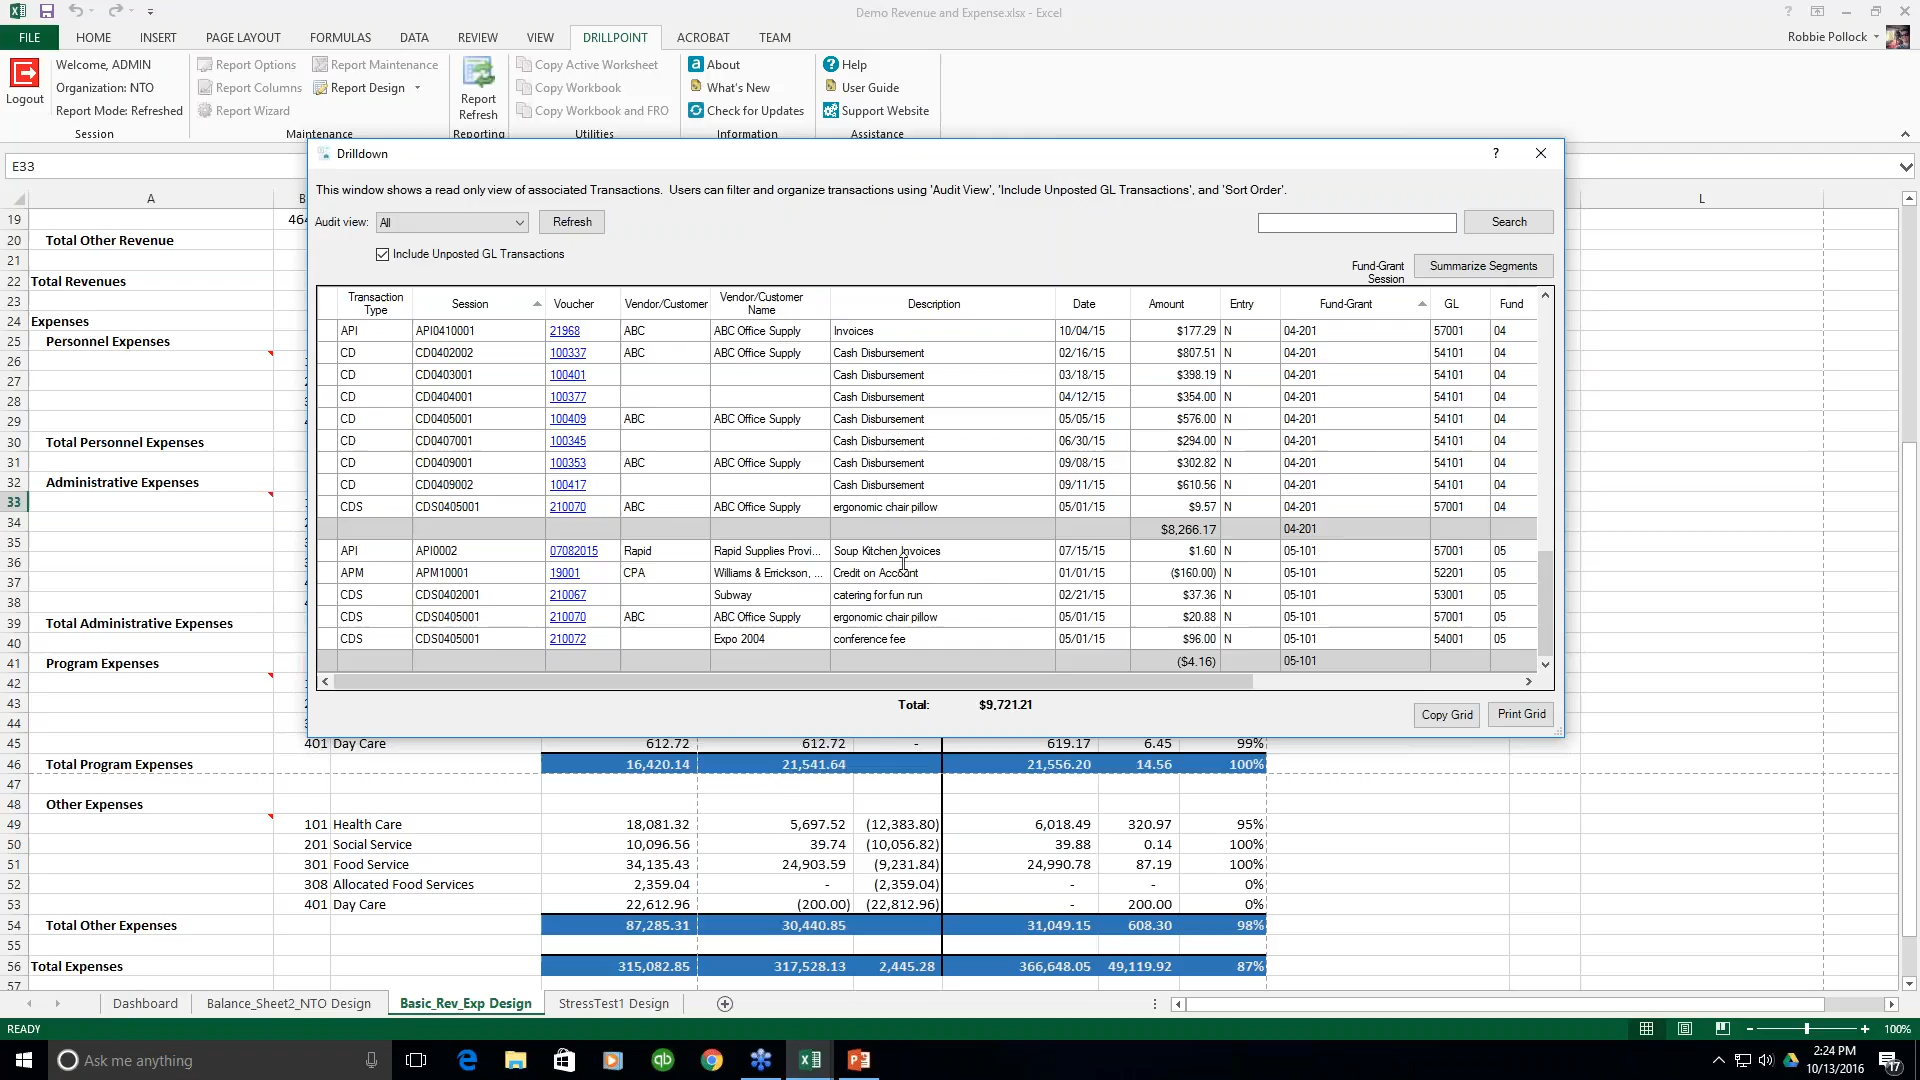 Demo Revenue and Expense.xlsx - Excel
FILE HOME INSERT PAGE LAYOUT FORMULAS DATA REVIEW VIEW DRILLPOINT ACROBAT TEAM Robbie Pollock
Logout
Welcome, ADMIN
Organization: NTO
Report Mode: Refreshed
Session
Report Options Report Maintenance
Report Columns Report Design
Report Wizard
Maintenance
Report
Refresh
Reporting
Copy Active Worksheet
Copy Workbook
Copy Workbook and FRO
Utilities
About
What's New
Check for Updates
Information
Help
User Guide
Support Website
Assistance
E33
Drilldown
This window shows a read only view of associated Transactions. Users can filter and organize transactions using 'Audit View', 'Include Unposted GL Transactions', and 'Sort Order'.
Audit view: All Refresh Search
Include Unposted GL Transactions
Fund-Grant
Session
Summarize Segments
Transaction Type Session Voucher Vendor/Customer Vendor/Customer Name Description Date Amount Entry Fund-Grant GL Fund
API API0410001 21968 ABC ABC Office Supply Invoices 10/04/15 $177.29 N 04-201 57001 04
CD CD0402002 100337 ABC ABC Office Supply Cash Disbursement 02/16/15 $807.51 N 04-201 54101 04
CD CD0403001 100401 Cash Disbursement 03/18/15 $398.19 N 04-201 54101 04
CD CD0404001 100377 Cash Disbursement 04/12/15 $354.00 N 04-201 54101 04
CD CD0405001 100409 ABC ABC Office Supply Cash Disbursement 05/05/15 $576.00 N 04-201 54101 04
CD CD0407001 100345 Cash Disbursement 06/30/15 $294.00 N 04-201 54101 04
CD CD0409001 100353 ABC ABC Office Supply Cash Disbursement 09/08/15 $302.82 N 04-201 54101 04
CD CD0409002 100417 Cash Disbursement 09/11/15 $610.56 N 04-201 54101 04
CDS CDS0405001 210070 ABC ABC Office Supply ergonomic chair pillow 05/01/15 $9.57 N 04-201 57001 04
$8,266.17 04-201
API API0002 07082015 Rapid Rapid Supplies Provi... Soup Kitchen Invoices 07/15/15 $1.60 N 05-101 57001 05
APM APM10001 19001 CPA Williams & Errickson, ... Credit on Account 01/01/15 ($160.00) N 05-101 52201 05
CDS CDS0402001 210067 Subway catering for fun run 02/21/15 $37.36 N 05-101 53001 05
CDS CDS0405001 210070 ABC ABC Office Supply ergonomic chair pillow 05/01/15 $20.88 N 05-101 57001 05
CDS CDS0405001 210072 Expo 2004 conference fee 05/01/15 $96.00 N 05-101 54001 05
($4.16) 05-101
Total: $9,721.21
Copy Grid Print Grid
A L
19
20 Total Other Revenue
21
22 Total Revenues
23
24 Expenses
25 Personnel Expenses
26
27
28
29
30 Total Personnel Expenses
31
32 Administrative Expenses
33
34
35
36
37
38
39 Total Administrative Expenses
40
41 Program Expenses
42
43
44
45 401 Day Care 612.72 612.72 - 619.17 6.45 99%
46 Total Program Expenses 16,420.14 21,541.64 21,556.20 14.56 100%
47
48 Other Expenses
49 101 Health Care 18,081.32 5,697.52 (12,383.80) 6,018.49 320.97 95%
50 201 Social Service 10,096.56 39.74 (10,056.82) 39.88 0.14 100%
51 301 Food Service 34,135.43 24,903.59 (9,231.84) 24,990.78 87.19 100%
52 308 Allocated Food Services 2,359.04 - (2,359.04) - - 0%
53 401 Day Care 22,612.96 (200.00) (22,812.96) - 200.00 0%
54 Total Other Expenses 87,285.31 30,440.85 31,049.15 608.30 98%
55
56 Total Expenses 315,082.85 317,528.13 2,445.28 366,648.05 49,119.92 87%
57
Dashboard Balance_Sheet2_NTO Design Basic_Rev_Exp Design StressTest1 Design
READY 100%
Ask me anything
2:24 PM
10/13/2016
17